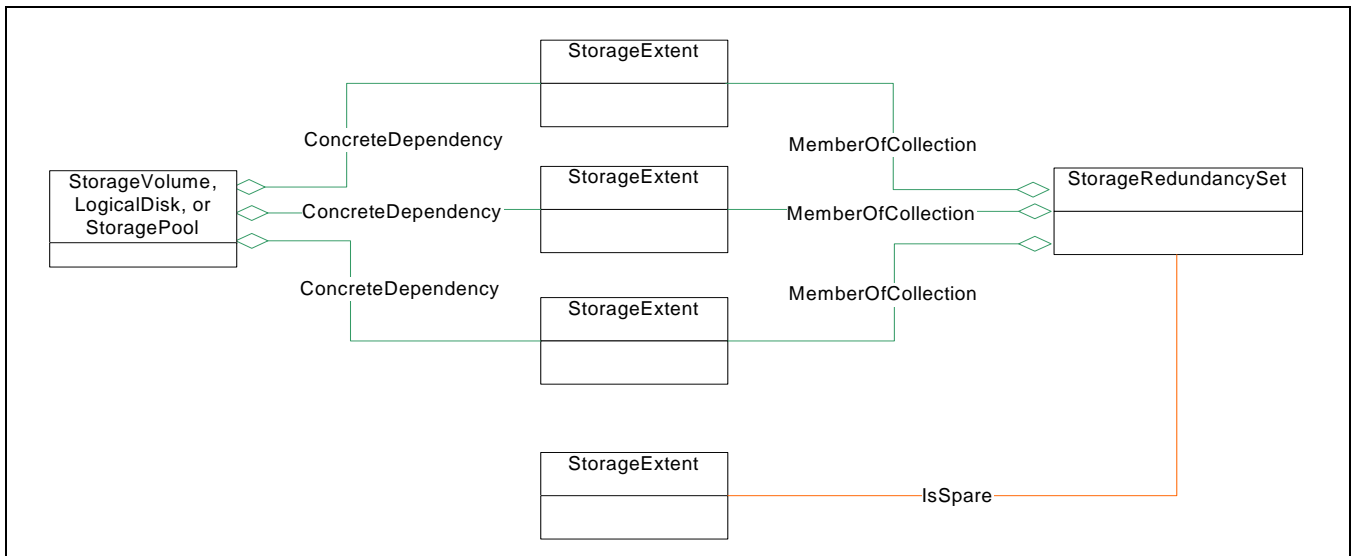 StorageExtent
ConcreteDependency
MemberOfCollection
StorageVolume,
LogicalDisk, or
StoragePool
StorageExtent
StorageRedundancySet
ConcreteDependency
MemberOfCollection
ConcreteDependency
MemberOfCollection
StorageExtent
StorageExtent
IsSpare